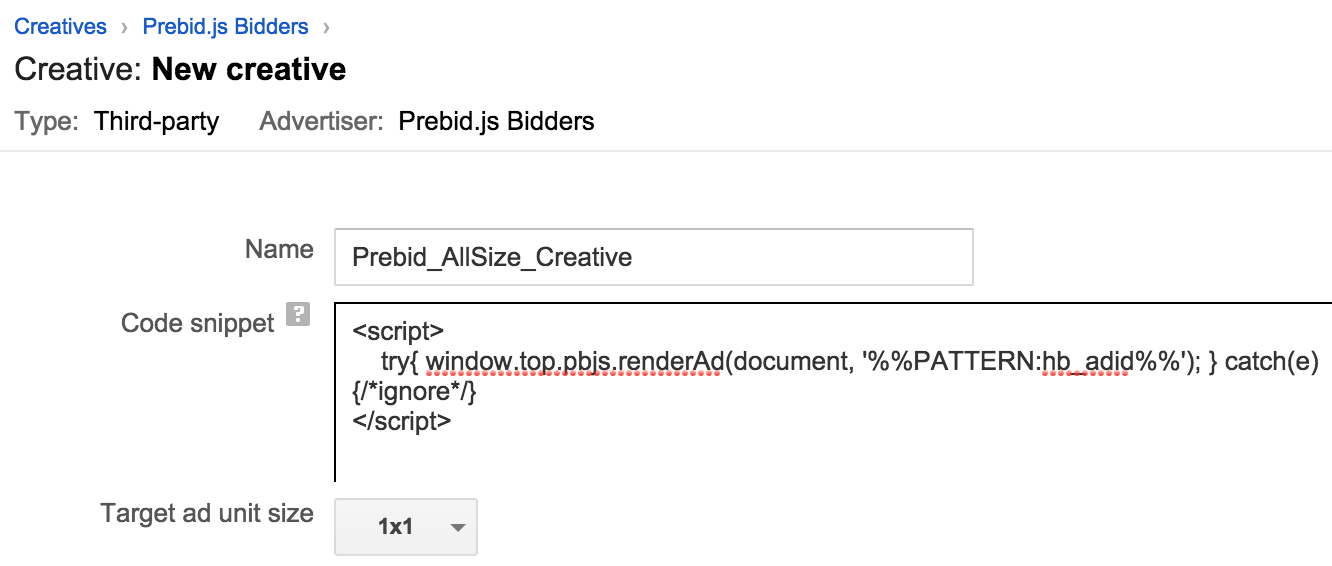 Creatives › Prebid.js Bidders ›
Creative: New creative
Type: Third-party Advertiser: Prebid.js Bidders
Name Prebid_AllSize_Creative
Code snippet ?
<script>
try{ window.top.pbjs.renderAd(document, '%%PATTERN:hb_adid%%'); } catch(e)
{/*ignore*/}
</script>
Target ad unit size 1x1